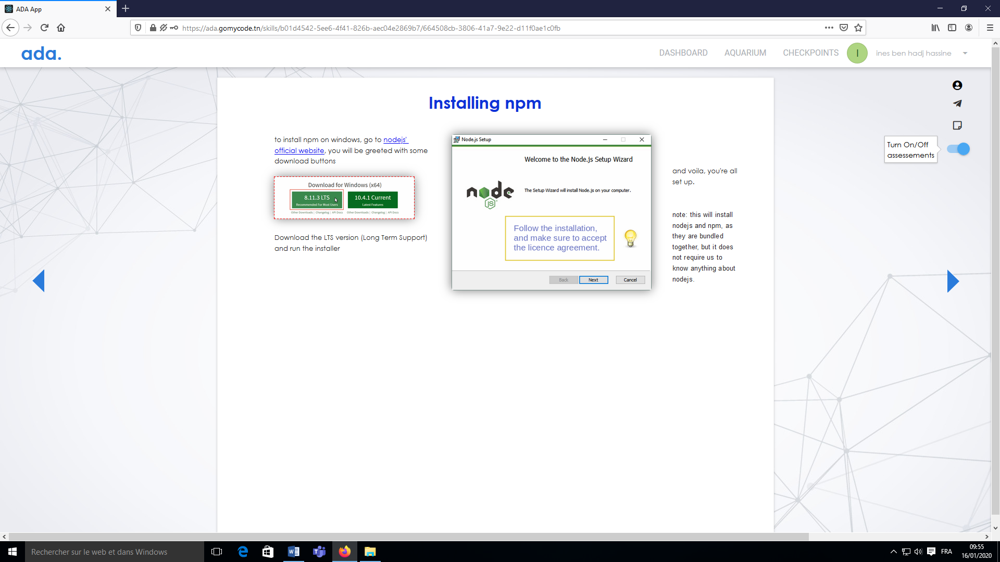 ADA App
https://ada.gomycode.tn/skills/b01d4542-5ee6-4f41-826b-aec04e2869b7/664508cb-3806-41a7-9e22-d11f0ae1c0fb
ada.
DASHBOARD
AQUARIUM
CHECKPOINTS
I
ines ben hadj hassine
Installing npm
to install npm on windows, go to nodejs'
official website, you will be greeted with some
download buttons
Download for Windows (x64)
8.11.3 LTS
Recommended For Most Users
10.4.1 Current
Latest Features
Other Downloads | Changelog | API Docs
Other Downloads | Changelog | API Docs
Download the LTS version (Long Term Support)
and run the installer
Node.js Setup
Welcome to the Node.js Setup Wizard
node
JS
The Setup Wizard will install Node.js on your computer.
Follow the installation,
and make sure to accept
the licence agreement.
Back
Next
Cancel
and voila, you're all
set up.
note: this will install
nodejs and npm, as
they are bundled
together, but it does
not require us to
know anything about
nodejs.
Turn On/Off
assessements
Rechercher sur le web et dans Windows
FRA
09:55
16/01/2020